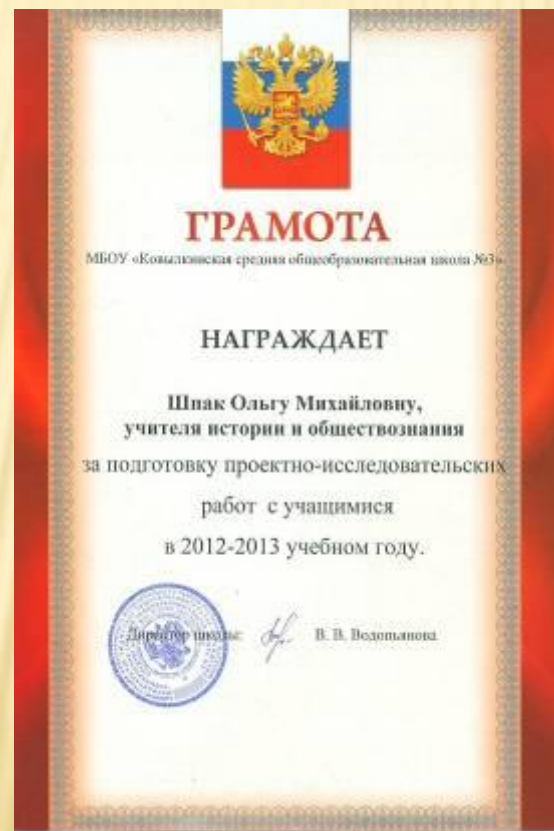 ГРАМОТА
МБОУ «Ковылкинская средняя общеобразовательная школа №3»
НАГРАЖДАЕТ
Шпак Ольгу Михайловну,
учителя истории и обществознания
за подготовку проектно-исследовательских
работ с учащимися
в 2012-2013 учебном году.
Директор школы: В. В. Водопьянова